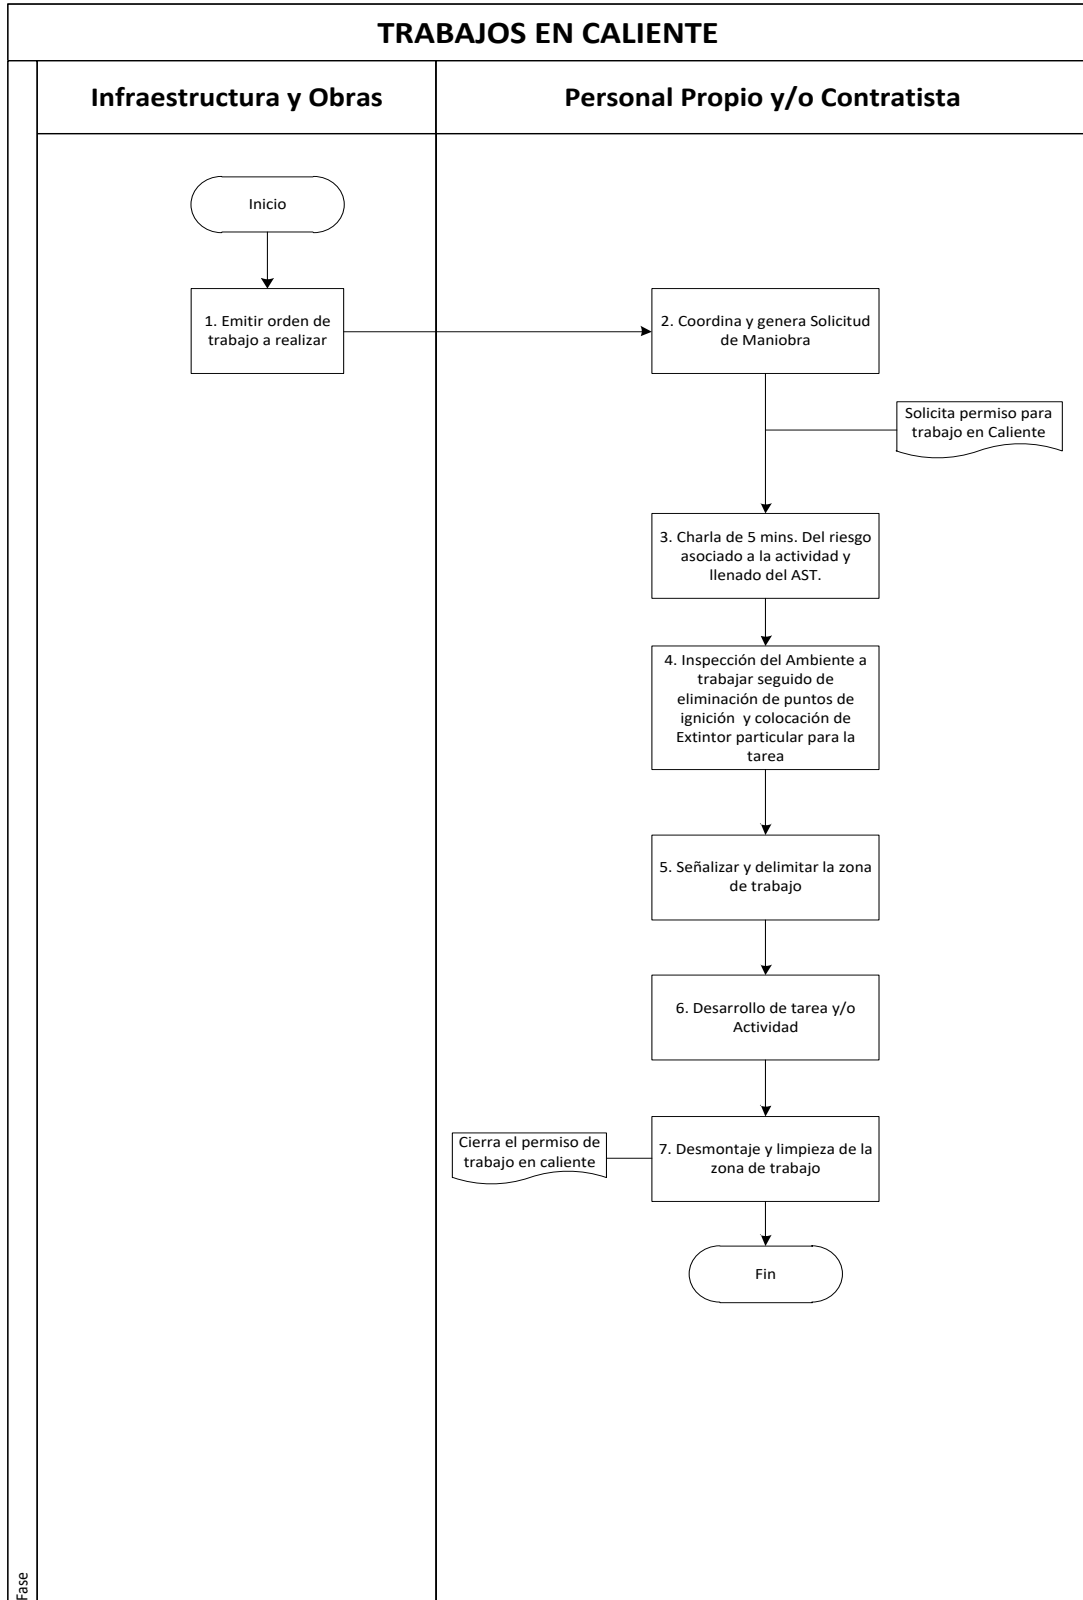 TRABAJOS EN CALIENTE
Infraestructura y Obras
Personal Propio y/o Contratista
Inicio
1. Emitir orden de
trabajo a realizar
2. Coordina y genera Solicitud
de Maniobra
Solicita permiso para
trabajo en Caliente
3. Charla de 5 mins. Del riesgo
asociado a la actividad y
llenado del AST.
4. Inspección del Ambiente a
trabajar seguido de
eliminación de puntos de
ignición y colocación de
Extintor particular para la
tarea
5. Señalizar y delimitar la zona
de trabajo
6. Desarrollo de tarea y/o
Actividad
Cierra el permiso de
trabajo en caliente
7. Desmontaje y limpieza de la
zona de trabajo
Fin
Fase